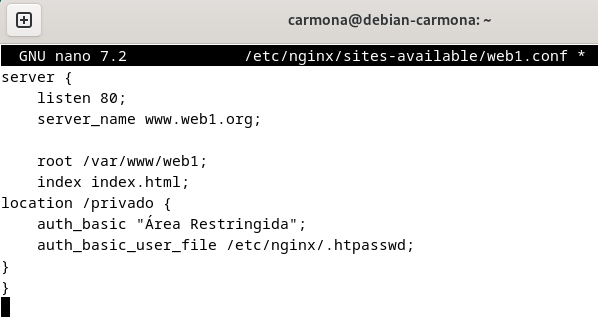 carmona@debian-carmona: ~
GNU nano 7.2 /etc/nginx/sites-available/web1.conf *
server {
    listen 80;
    server_name www.web1.org;

    root /var/www/web1;
    index index.html;
location /privado {
    auth_basic "Área Restringida";
    auth_basic_user_file /etc/nginx/.htpasswd;
}
}